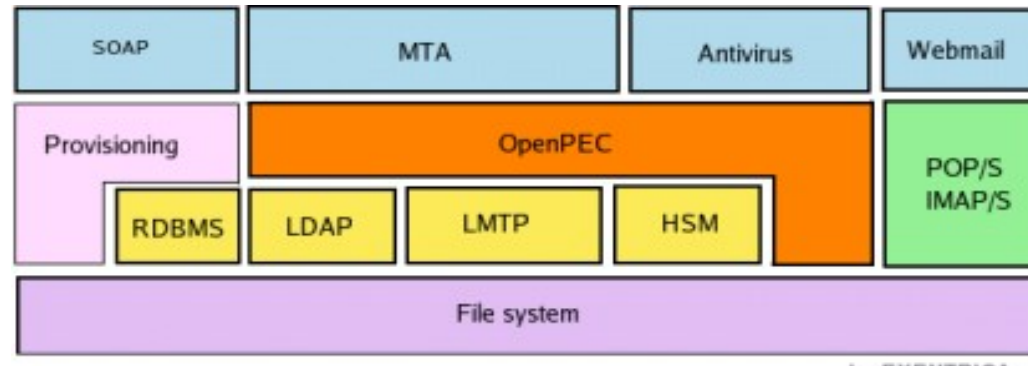 SOAP
MTA
Antivirus
Webmail
Provisioning
OpenPEC
POP/S
IMAP/S
RDBMS
LDAP
LMTP
HSM
File system